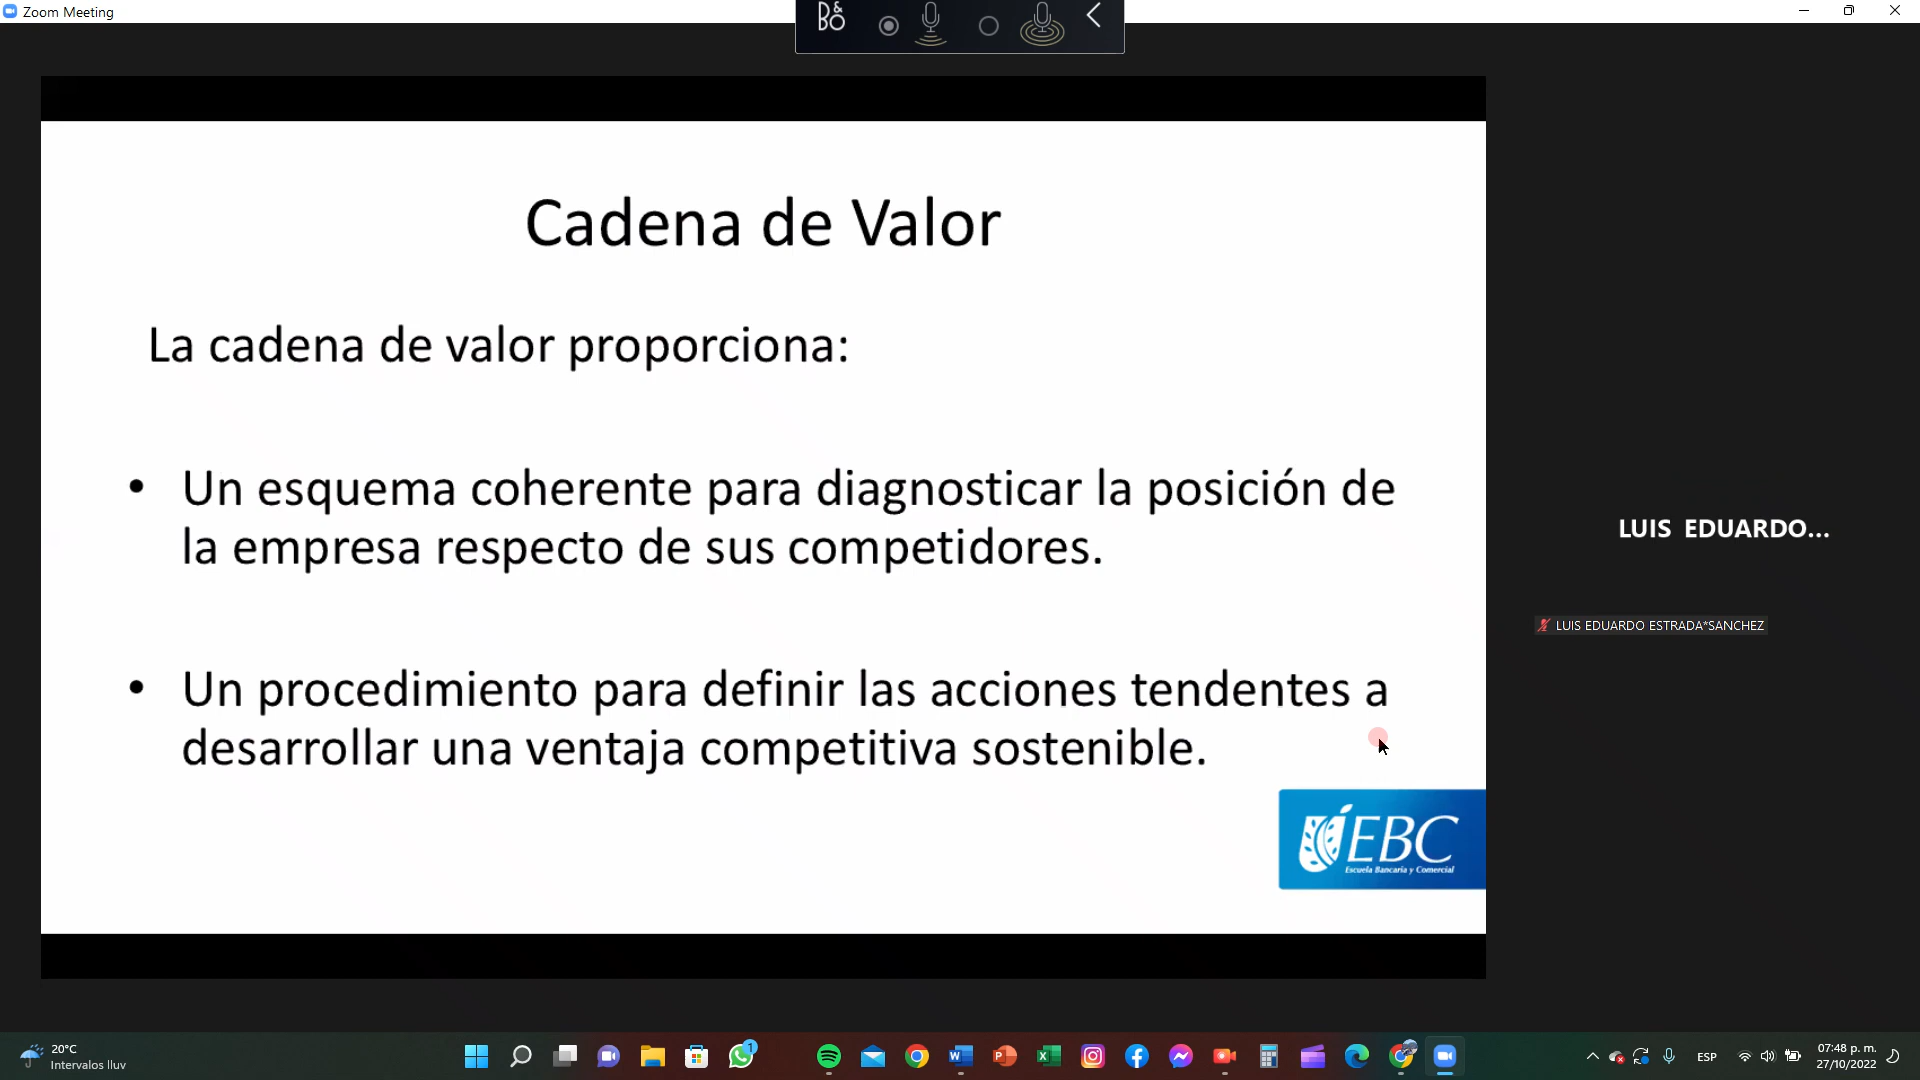 Zoom Meeting
B&O
Cadena de Valor
La cadena de valor proporciona:
• Un esquema coherente para diagnosticar la posición de
la empresa respecto de sus competidores.
• Un procedimiento para definir las acciones tendentes a
desarrollar una ventaja competitiva sostenible.
EBC
Escuela Bancaria y Comercial
LUIS EDUARDO...
LUIS EDUARDO ESTRADA*SANCHEZ
20°C
Intervalos lluv
1
ESP
07:48 p. m.
27/10/2022